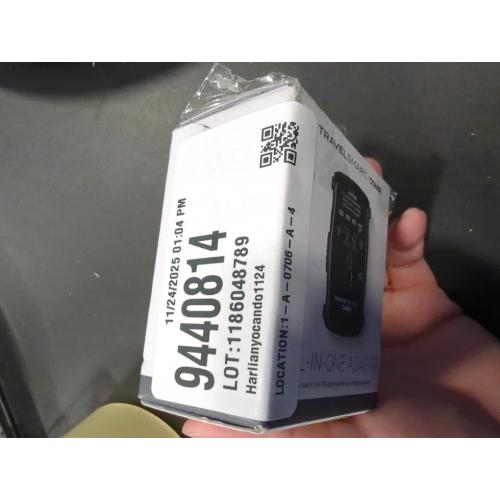 11/24/2025 01:04 PM
9440814
LOT:1186048789
Harlianyocando1124
LOCATION:1-A-0706-A-4
TRAVELSMART
L-IN-ONE ADAPTER